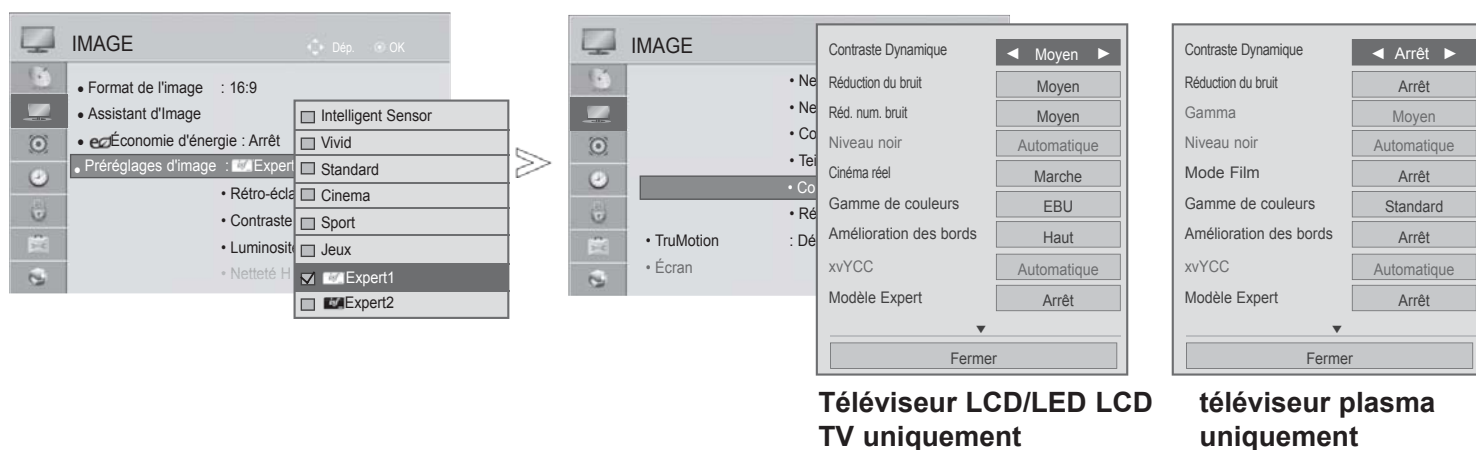 IMAGE
Dép. OK
• Format de l'image : 16:9
• Assistant d'Image
• Économie d'énergie : Arrêt
• Préréglages d'image : Expert
• Rétro-écla
• Contraste
• Luminosité
• Netteté H
Intelligent Sensor
Vivid
Standard
Cinema
Sport
Jeux
Expert1
Expert2
IMAGE
• Ne
• Ne
• Co
• Tei
• Co
• Ré
• TruMotion : Dé
• Écran
Contraste Dynamique ◄ Moyen ►
Réduction du bruit Moyen
Réd. num. bruit Moyen
Niveau noir Automatique
Cinéma réel Marche
Gamme de couleurs EBU
Amélioration des bords Haut
xvYCC Automatique
Modèle Expert Arrêt
▼
Fermer
Téléviseur LCD/LED LCD
TV uniquement
Contraste Dynamique ◄ Arrêt ►
Réduction du bruit Arrêt
Gamma Moyen
Niveau noir Automatique
Mode Film Arrêt
Gamme de couleurs Standard
Amélioration des bords Arrêt
xvYCC Automatique
Modèle Expert Arrêt
▼
Fermer
téléviseur plasma
uniquement